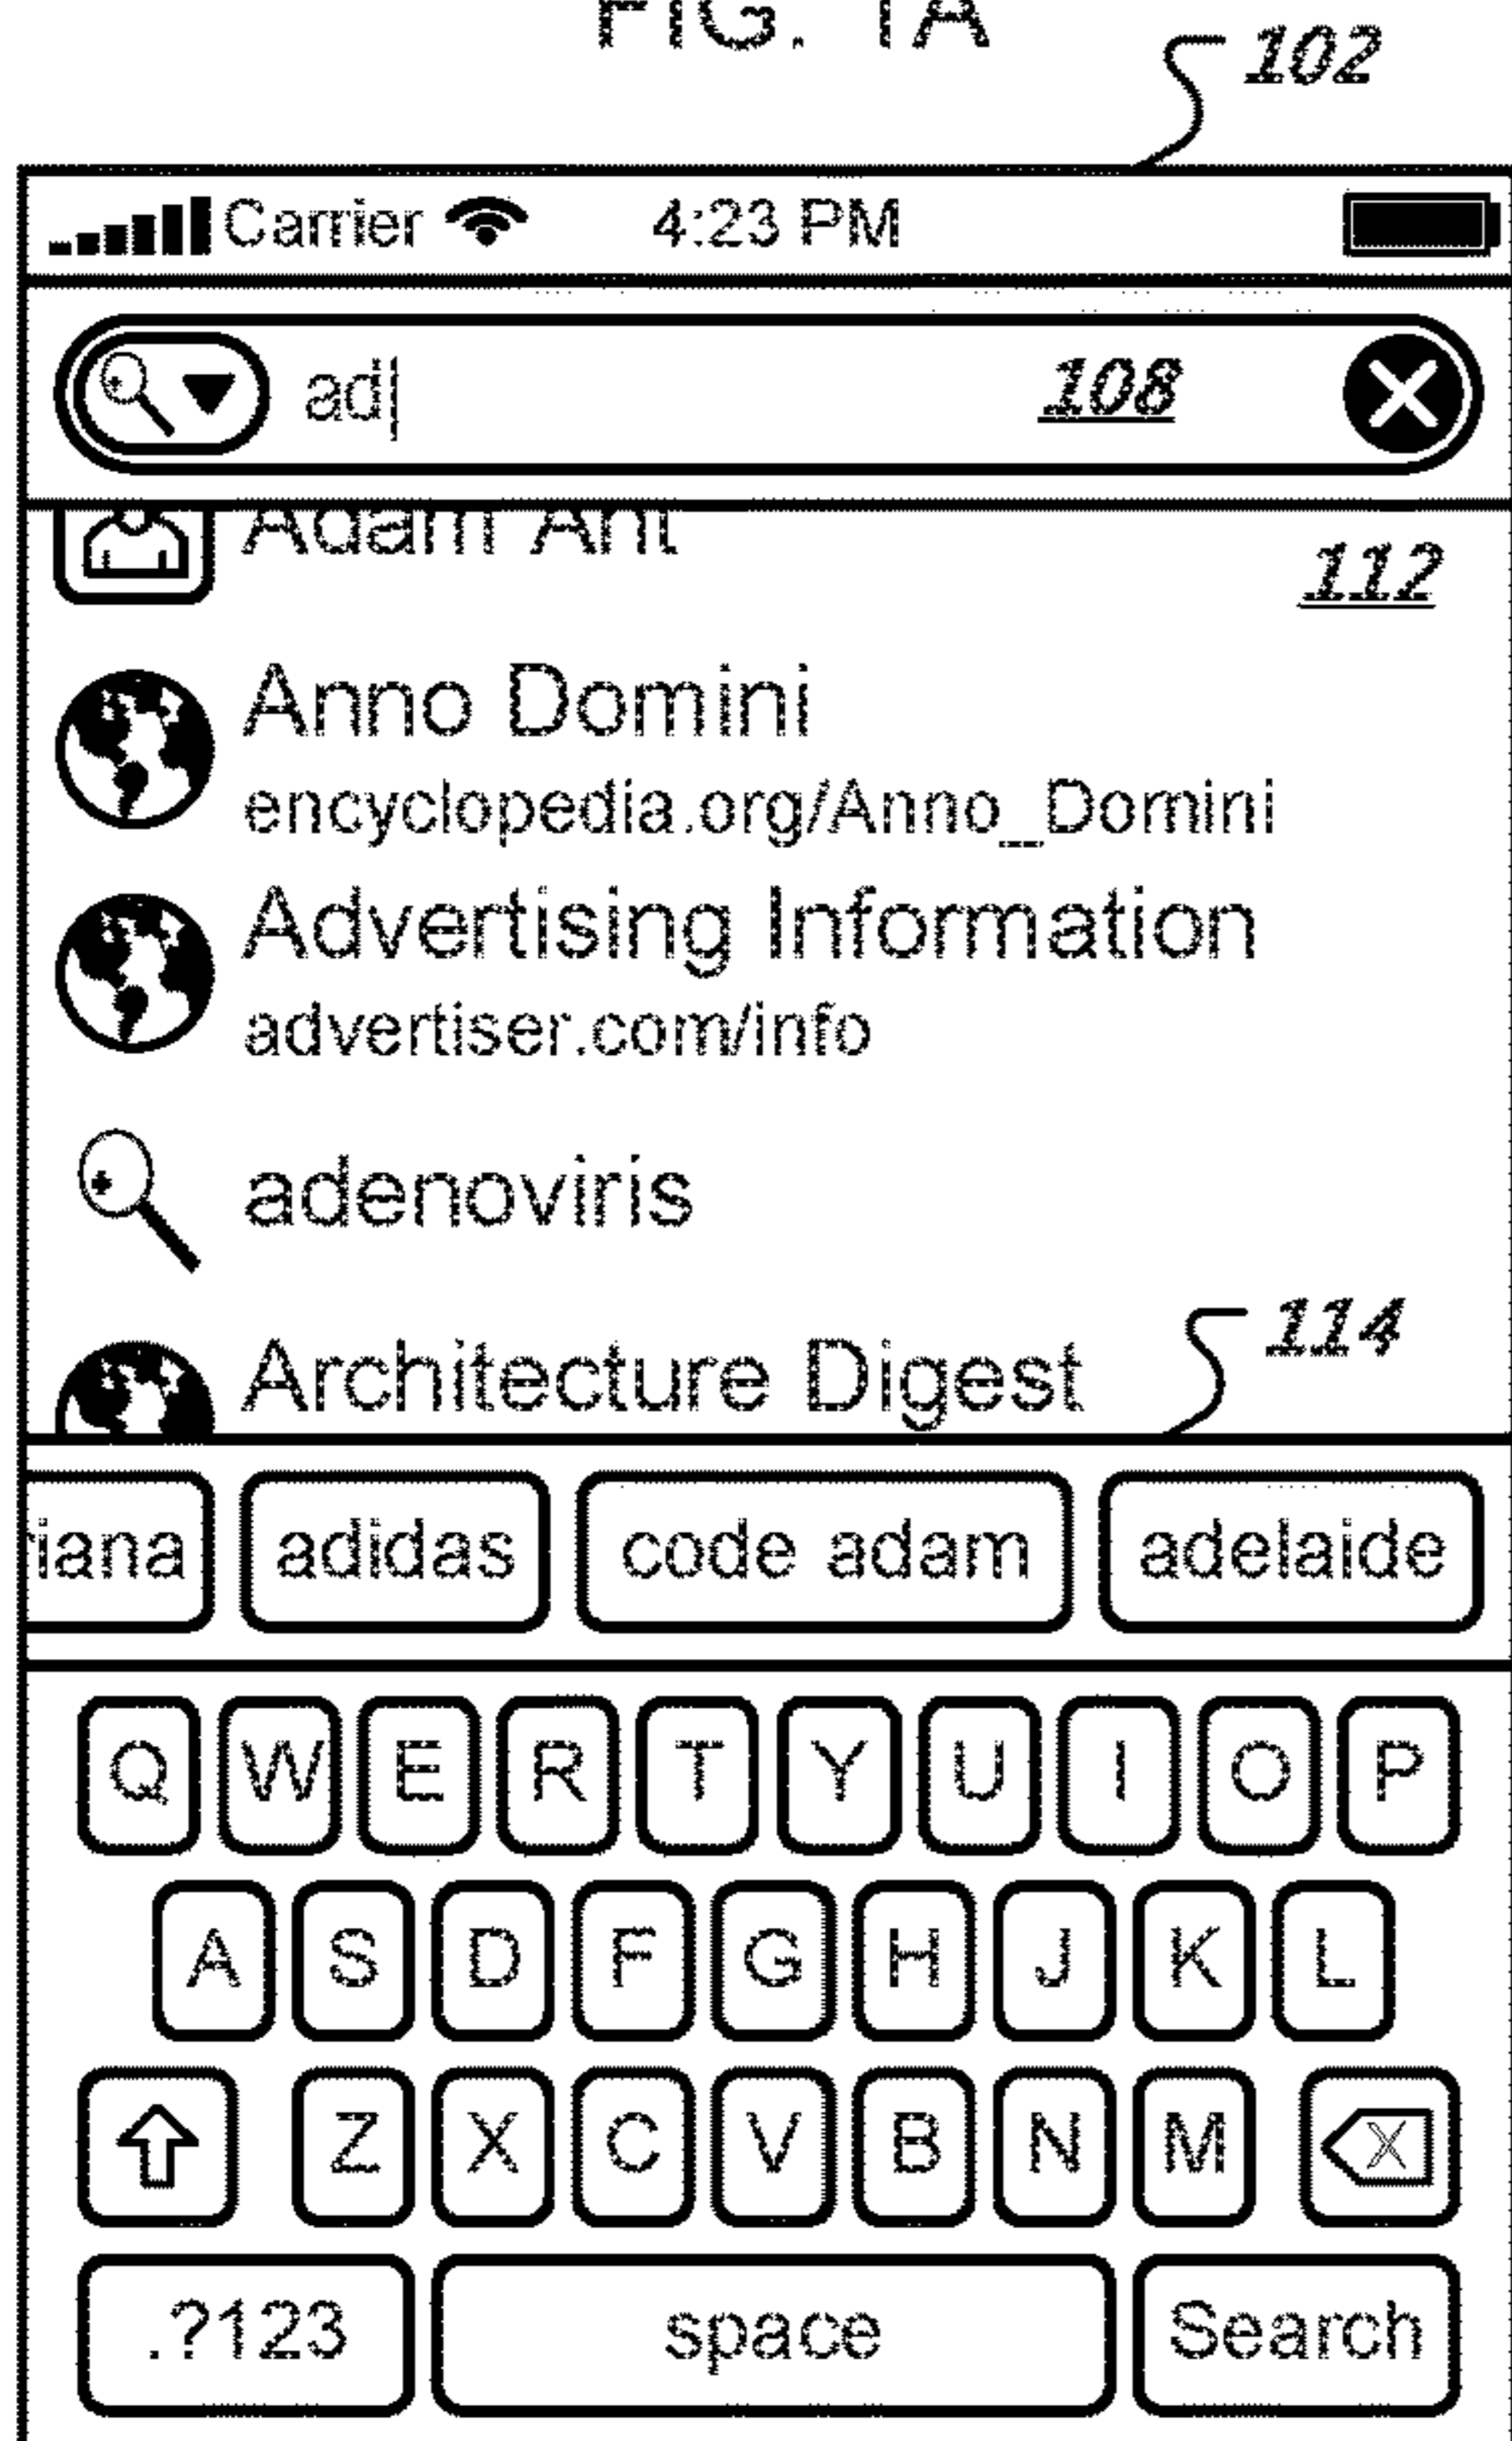 FIG. 1A
102
Carrier 4:23 PM
ad 108
Adam Ant
112
Anno Domini
encyclopedia.org/Anno_Domini
Advertising Information
advertiser.com/info
adenoviris
114
Architecture Digest
riana adidas code adam adelaide
Q W E R T Y U I O P
A S D F G H J K L
Z X C V B N M X
.?123 space Search